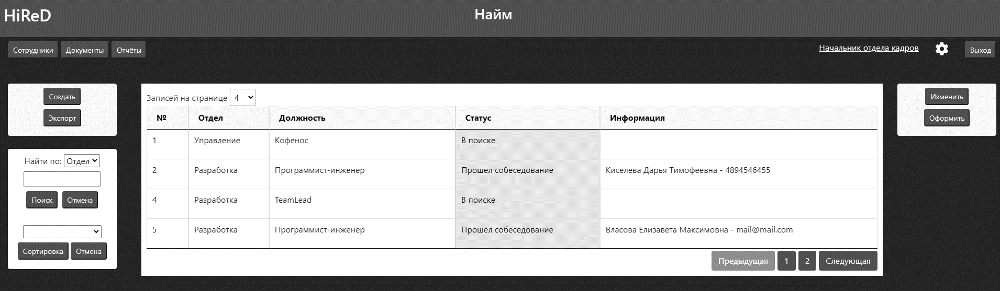 HiReD
Найм
Сотрудники Документы Отчёты
Начальник отдела кадров Выход
Создать
Экспорт
Найти по: Отдел
Поиск Отмена
Сортировка Отмена
Записей на странице 4
№ Отдел Должность Статус Информация
1 Управление Кофенос В поиске
2 Разработка Программист-инженер Прошел собеседование Киселева Дарья Тимофеевна - 4894546455
4 Разработка TeamLead В поиске
5 Разработка Программист-инженер Прошел собеседование Власова Елизавета Максимовна - mail@mail.com
Предыдущая 1 2 Следующая
Изменить
Оформить